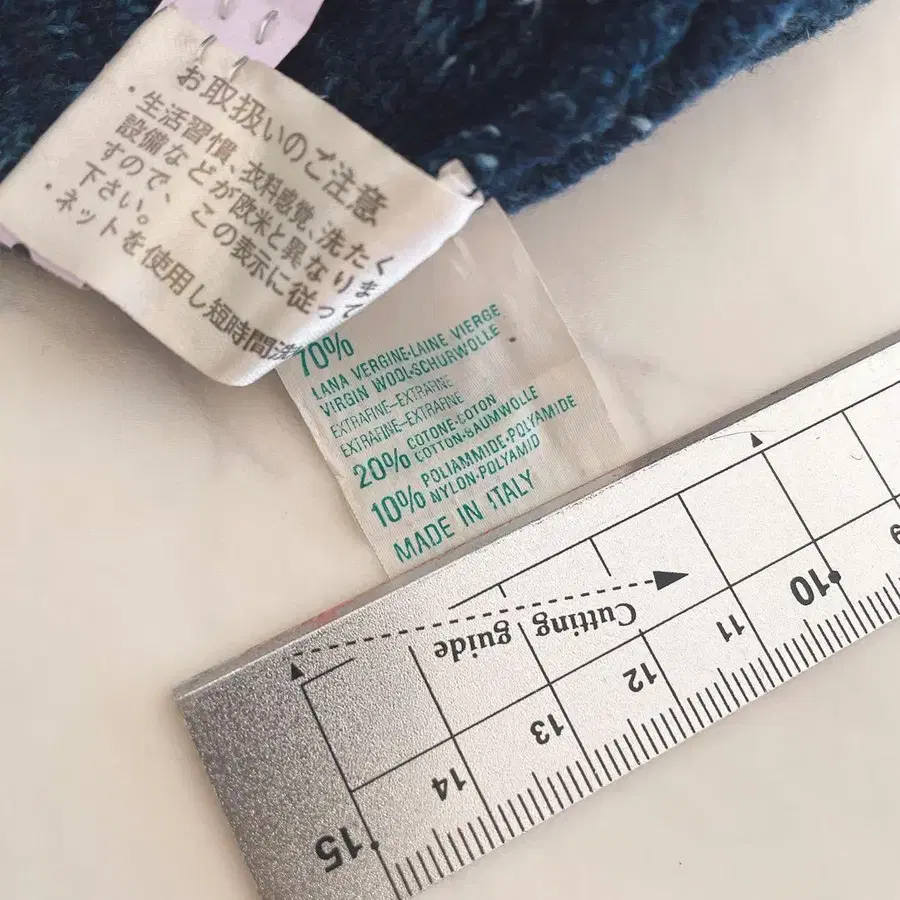 お取扱いのご注意
・生活習慣、衣料感覚、洗たく
設備などが欧米と異なりま
すので、この表示に従って
下さい。
・ネットを使用し短時間洗
70%
LANA VERGINE-LAINE VIERGE
VIRGIN WOOL-SCHURWOLLE
EXTRAFINE-EXTRAFINE
EXTRAFINE-EXTRAFINE
20% COTONE-COTON
COTTON-BAUMWOLLE
10% POLIAMMIDE-POLYAMIDE
NYLON-POLYAMID
MADE IN ITALY
Cutting guide
9
10
11
12
13
14
15